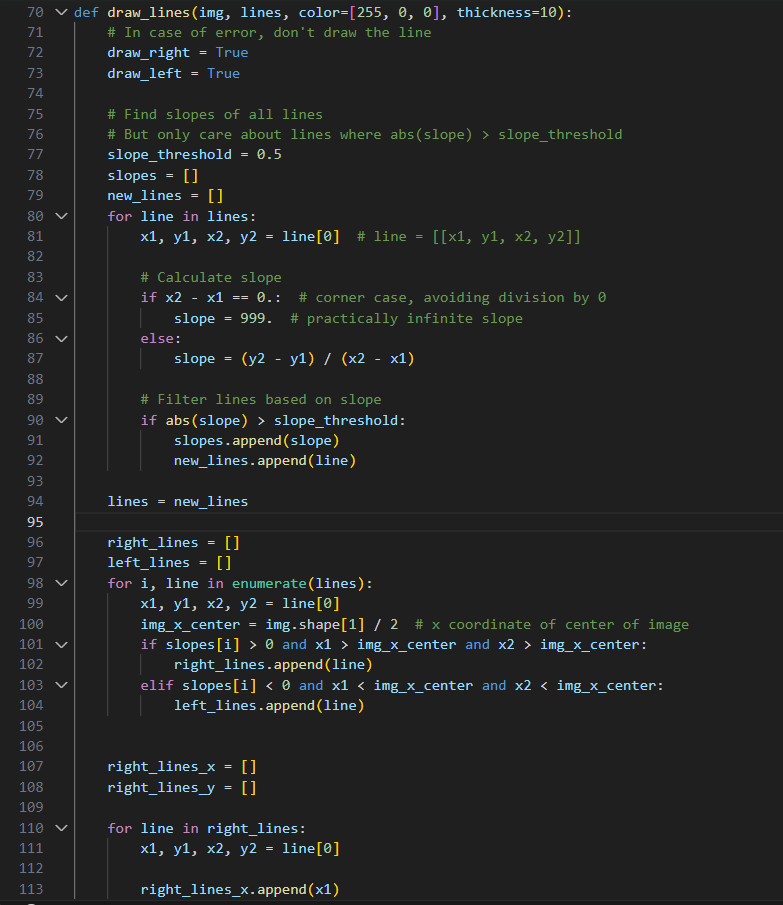 70 def draw_lines(img, lines, color=[255, 0, 0], thickness=10):
71     # In case of error, don't draw the line
72     draw_right = True
73     draw_left = True
74
75     # Find slopes of all lines
76     # But only care about lines where abs(slope) > slope_threshold
77     slope_threshold = 0.5
78     slopes = []
79     new_lines = []
80     for line in lines:
81         x1, y1, x2, y2 = line[0]  # line = [[x1, y1, x2, y2]]
82
83         # Calculate slope
84         if x2 - x1 == 0.:  # corner case, avoiding division by 0
85             slope = 999.  # practically infinite slope
86         else:
87             slope = (y2 - y1) / (x2 - x1)
88
89         # Filter lines based on slope
90         if abs(slope) > slope_threshold:
91             slopes.append(slope)
92             new_lines.append(line)
93
94     lines = new_lines
95
96     right_lines = []
97     left_lines = []
98     for i, line in enumerate(lines):
99         x1, y1, x2, y2 = line[0]
100         img_x_center = img.shape[1] / 2  # x coordinate of center of image
101         if slopes[i] > 0 and x1 > img_x_center and x2 > img_x_center:
102             right_lines.append(line)
103         elif slopes[i] < 0 and x1 < img_x_center and x2 < img_x_center:
104             left_lines.append(line)
105
106
107     right_lines_x = []
108     right_lines_y = []
109
110     for line in right_lines:
111         x1, y1, x2, y2 = line[0]
112
113         right_lines_x.append(x1)